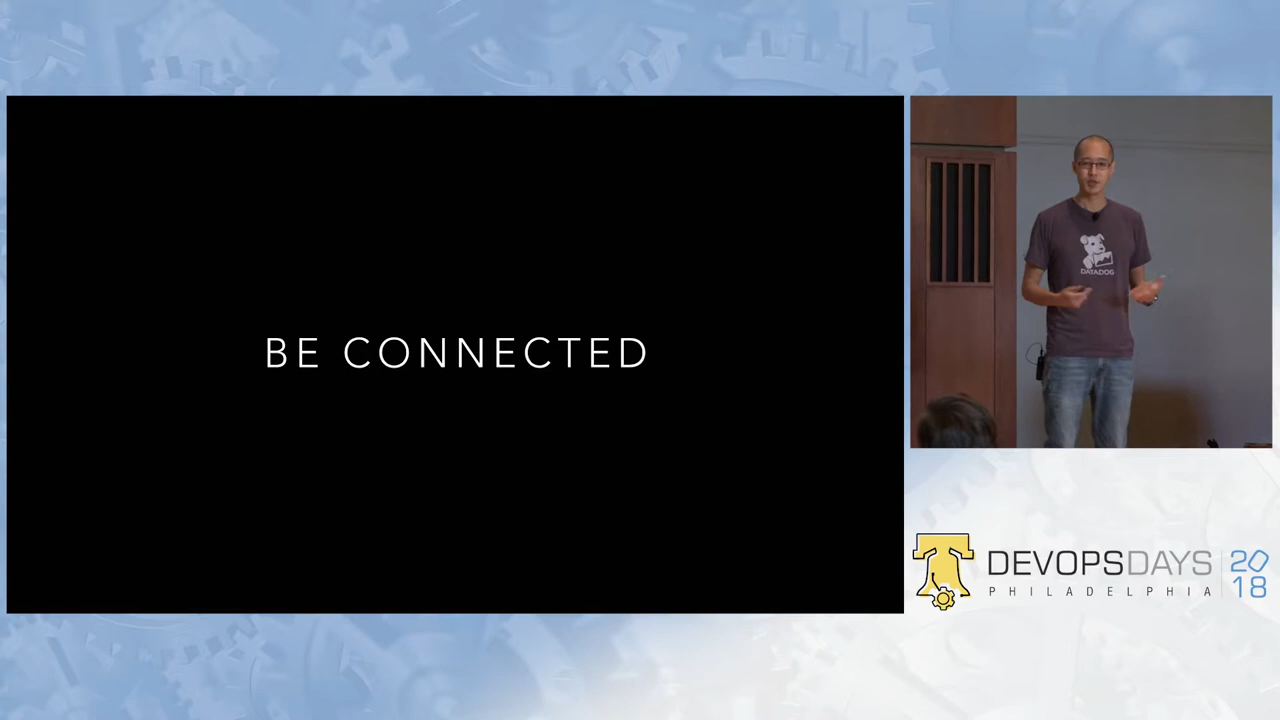 BE CONNECTED
DATADOG
DEVOPSDAYS
PHILADELPHIA
20
18